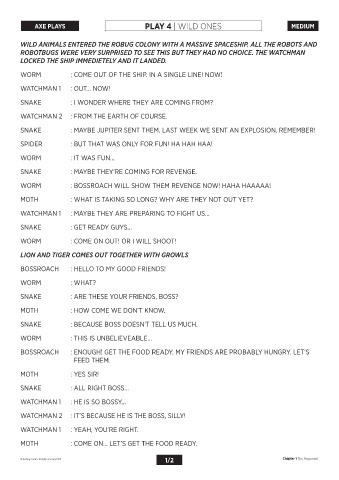 AXE PLAYS
PLAY 4 | WILD ONES
MEDIUM
WILD ANIMALS ENTERED THE ROBUG COLONY WITH A MASSIVE SPACESHIP. ALL THE ROBOTS AND
ROBOTBUGS WERE VERY SURPRISED TO SEE THIS BUT THEY HAD NO CHOICE. THE WATCHMAN
LOCKED THE SHIP IMMEDIETELY AND IT LANDED.
WORM : COME OUT OF THE SHIP. IN A SINGLE LINE! NOW!
WATCHMAN 1 : OUT... NOW!
SNAKE : I WONDER WHERE THEY ARE COMING FROM?
WATCHMAN 2 : FROM THE EARTH OF COURSE.
SNAKE : MAYBE JUPITER SENT THEM. LAST WEEK WE SENT AN EXPLOSION, REMEMBER!
SPIDER : BUT THAT WAS ONLY FOR FUN! HA HAH HAA!
WORM : IT WAS FUN...
SNAKE : MAYBE THEY'RE COMING FOR REVENGE.
WORM : BOSSROACH WILL SHOW THEM REVENGE NOW! HAHA HAAAAA!
MOTH : WHAT IS TAKING SO LONG? WHY ARE THEY NOT OUT YET?
WATCHMAN 1 : MAYBE THEY ARE PREPARING TO FIGHT US...
SNAKE : GET READY GUYS...
WORM : COME ON OUT! OR I WILL SHOOT!
LION AND TIGER COMES OUT TOGETHER WITH GROWLS
BOSSROACH : HELLO TO MY GOOD FRIENDS!
WORM : WHAT?
SNAKE : ARE THESE YOUR FRIENDS, BOSS?
MOTH : HOW COME WE DON'T KNOW.
SNAKE : BECAUSE BOSS DOESN'T TELL US MUCH.
WORM : THIS IS UNBELIEVEABLE...
BOSSROACH : ENOUGH! GET THE FOOD READY. MY FRIENDS ARE PROBABLY HUNGRY. LET'S
FEED THEM.
MOTH : YES SIR!
SNAKE : ALL RIGHT BOSS...
WATCHMAN 1 : HE IS SO BOSSY...
WATCHMAN 2 : IT'S BECAUSE HE IS THE BOSS, SILLY!
WATCHMAN 1 : YEAH, YOU'RE RIGHT.
MOTH : COME ON... LET'S GET THE FOOD READY.
1/2